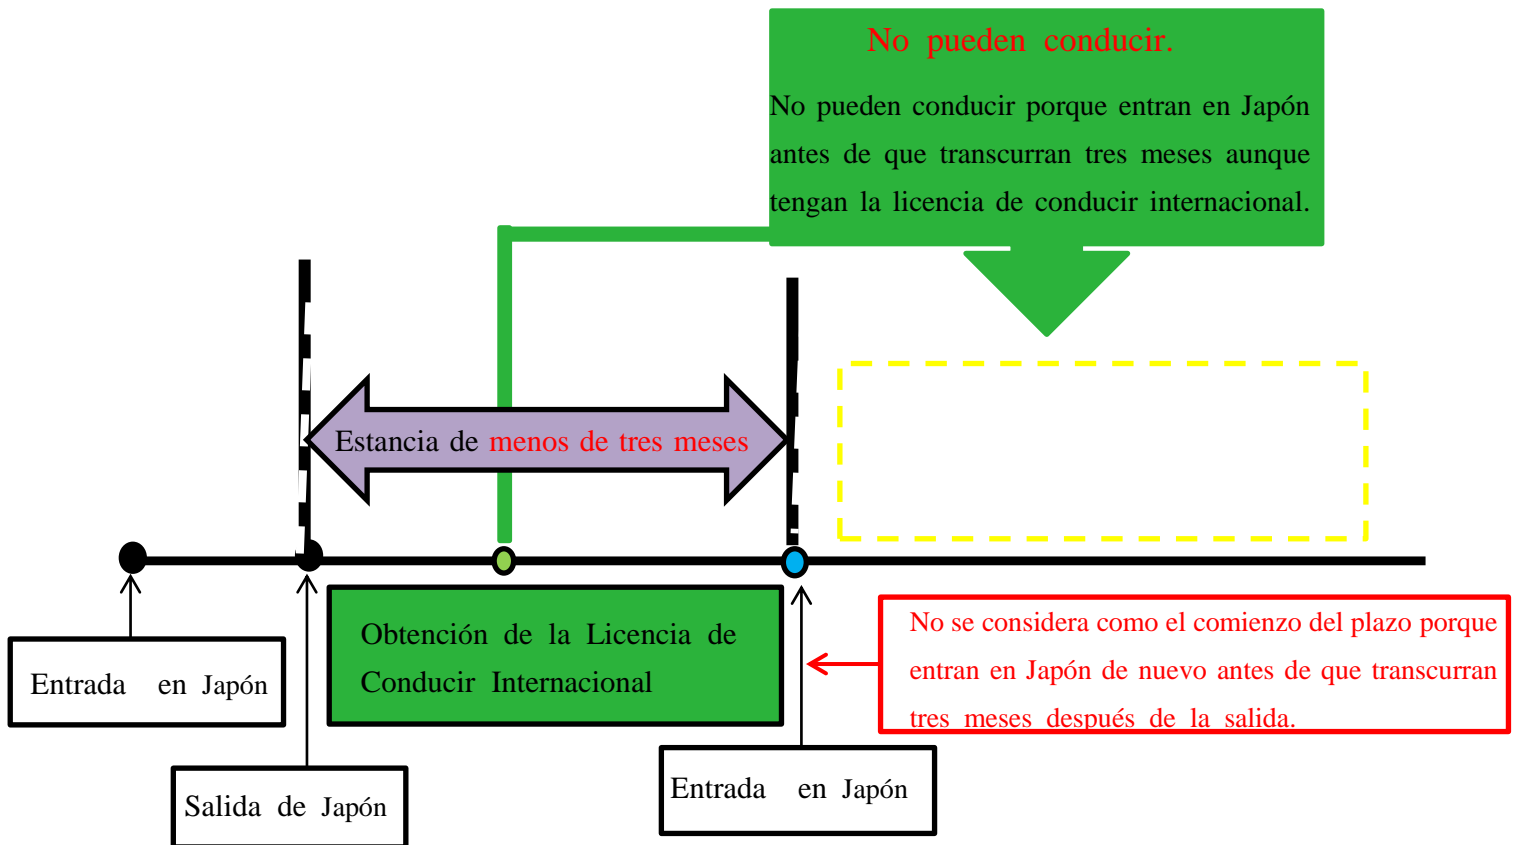 No pueden conducir.
No pueden conducir porque entran en Japón
antes de que transcurran tres meses aunque
tengan la licencia de conducir internacional.
Estancia de menos de tres meses
Obtención de la Licencia de
Conducir Internacional
No se considera como el comienzo del plazo porque
entran en Japón de nuevo antes de que transcurran
tres meses después de la salida.
Entrada en Japón
Salida de Japón
Entrada en Japón